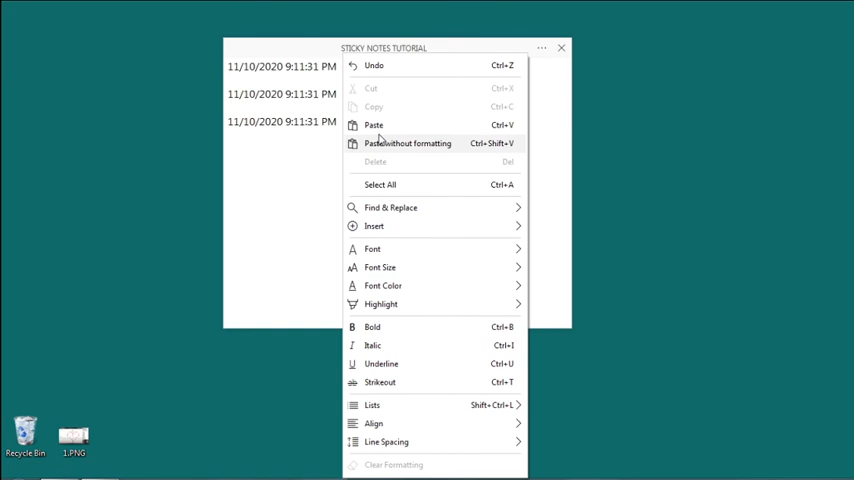 STICKY NOTES TUTORIAL
11/10/2020 9:11:31 PM
11/10/2020 9:11:31 PM
11/10/2020 9:11:31 PM
Undo Ctrl+Z
Cut Ctrl+X
Copy Ctrl+C
Paste Ctrl+V
Paste without formatting Ctrl+Shift+V
Delete Del
Select All Ctrl+A
Find & Replace
Insert
Font
Font Size
Font Color
Highlight
B Bold Ctrl+B
I Italic Ctrl+I
U Underline Ctrl+U
ab Strikeout Ctrl+T
Lists Shift+Ctrl+L
Align
Line Spacing
Clear Formatting
Recycle Bin
1.PNG